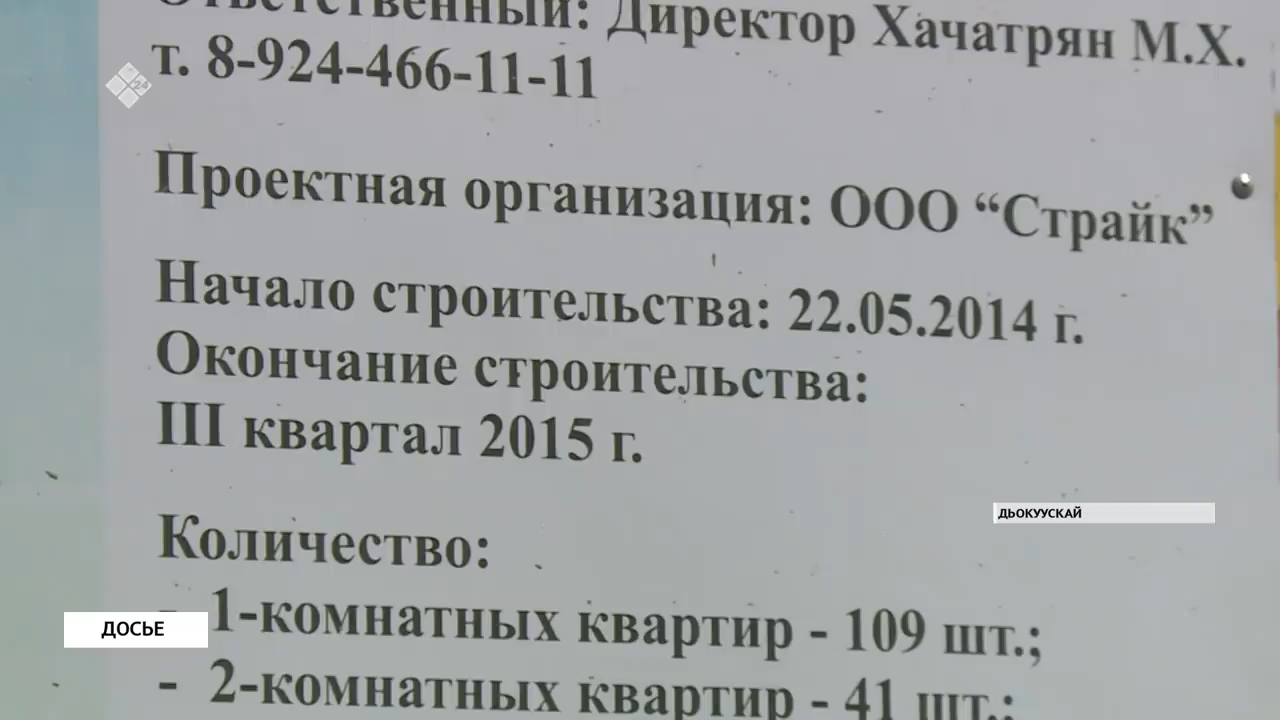 Ответственный: Директор Хачатрян М.Х.
т. 8-924-466-11-11
24
Проектная организация: ООО “Страйк”
Начало строительства: 22.05.2014 г.
Окончание строительства:
III квартал 2015 г.
ДЬОКУУСКАЙ
Количество:
- 1-комнатных квартир - 109 шт.;
ДОСЬЕ
- 2-комнатных квартир - 41 шт.;